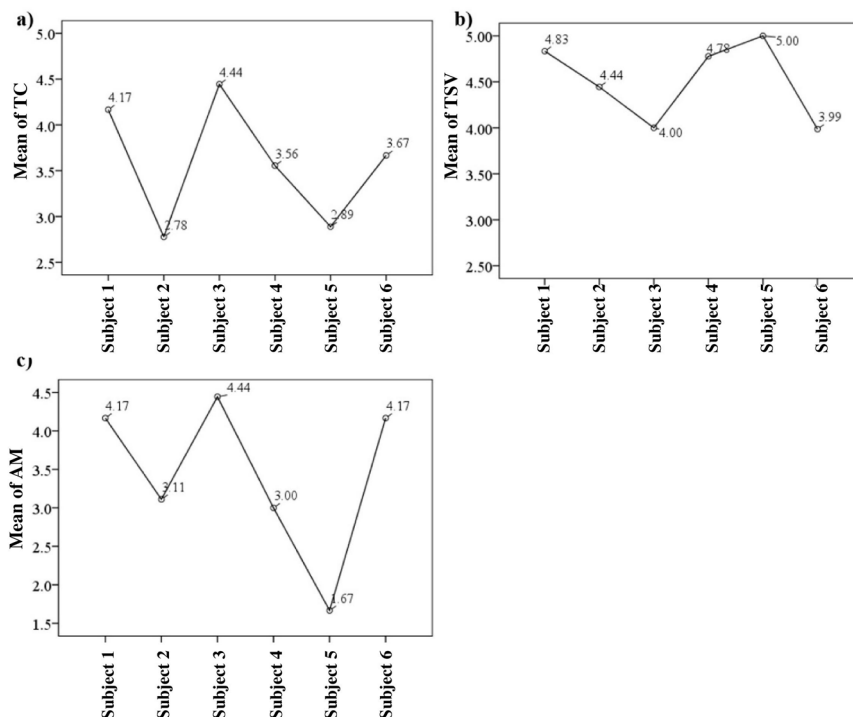 a)
Mean of TC
5.0
4.5
4.0
3.5
3.0
2.5
4.17
2.78
4.44
3.56
2.89
3.67
Subject 1
Subject 2
Subject 3
Subject 4
Subject 5
Subject 6
b)
Mean of TSV
5.00
4.50
4.00
3.50
3.00
2.50
4.83
4.44
4.00
4.78
5.00
3.99
Subject 1
Subject 2
Subject 3
Subject 4
Subject 5
Subject 6
c)
Mean of AM
4.5
4.0
3.5
3.0
2.5
2.0
1.5
4.17
3.11
4.44
3.00
1.67
4.17
Subject 1
Subject 2
Subject 3
Subject 4
Subject 5
Subject 6